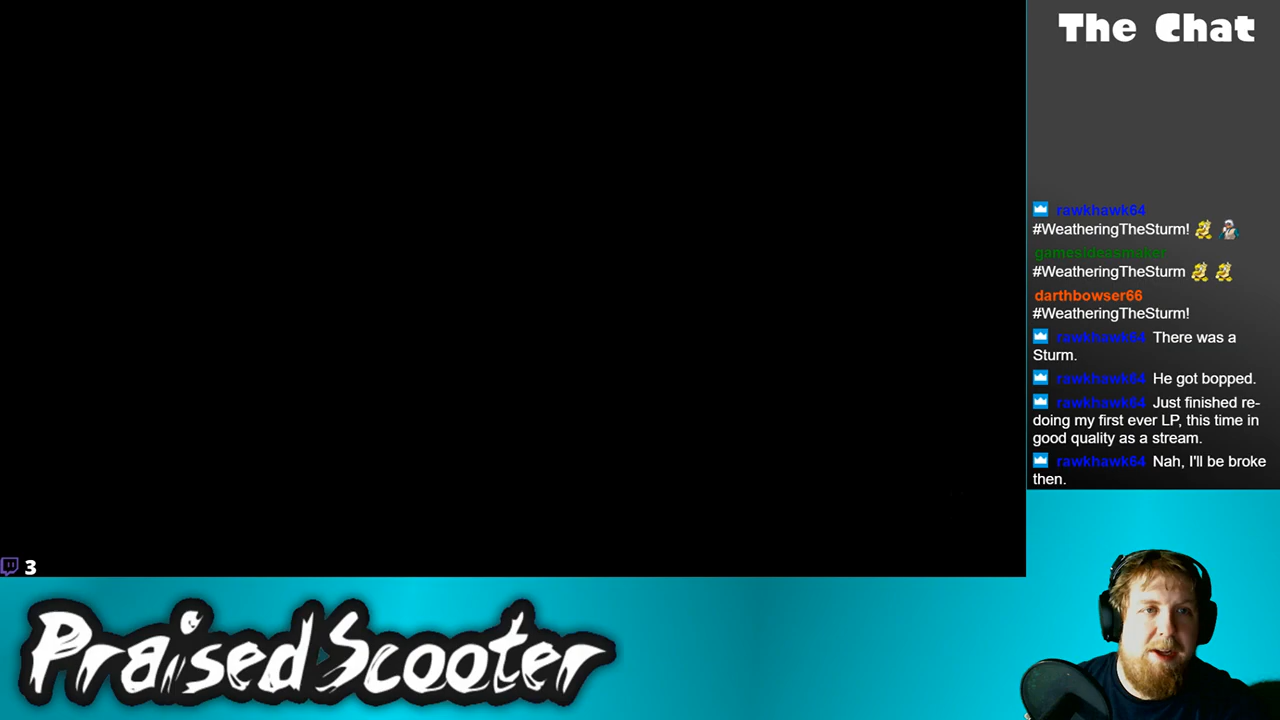 The Chat
rawkhawk64
#WeatheringTheSturm!
gamesideasmaker
#WeatheringTheSturm
darthbowser66
#WeatheringTheSturm!
rawkhawk64 There was a
Sturm.
rawkhawk64 He got bopped.
rawkhawk64 Just finished re-
doing my first ever LP, this time in
good quality as a stream.
rawkhawk64 Nah, I'll be broke
then.
3
PraisedScooter